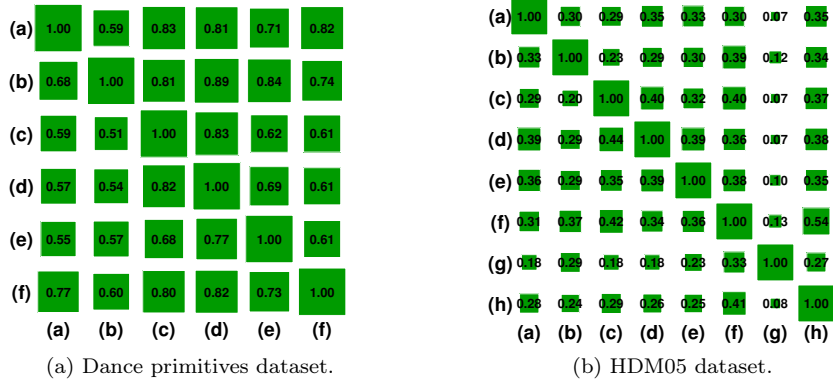 (a) 1.00 0.59 0.83 0.81 0.71 0.82
(b) 0.68 1.00 0.81 0.89 0.84 0.74
(c) 0.59 0.51 1.00 0.83 0.62 0.61
(d) 0.57 0.54 0.82 1.00 0.69 0.61
(e) 0.55 0.57 0.68 0.77 1.00 0.61
(f) 0.77 0.60 0.80 0.82 0.73 1.00
(a) (b) (c) (d) (e) (f)
(a) Dance primitives dataset.
(a) 1.00 0.30 0.29 0.35 0.33 0.30 0.07 0.35
(b) 0.33 1.00 0.23 0.29 0.30 0.39 0.12 0.34
(c) 0.29 0.20 1.00 0.40 0.32 0.40 0.07 0.37
(d) 0.39 0.29 0.44 1.00 0.39 0.36 0.07 0.38
(e) 0.36 0.29 0.35 0.39 1.00 0.38 0.10 0.35
(f) 0.31 0.37 0.42 0.34 0.36 1.00 0.13 0.54
(g) 0.18 0.29 0.18 0.18 0.23 0.33 1.00 0.27
(h) 0.28 0.24 0.29 0.26 0.25 0.41 0.08 1.00
(a) (b) (c) (d) (e) (f) (g) (h)
(b) HDM05 dataset.